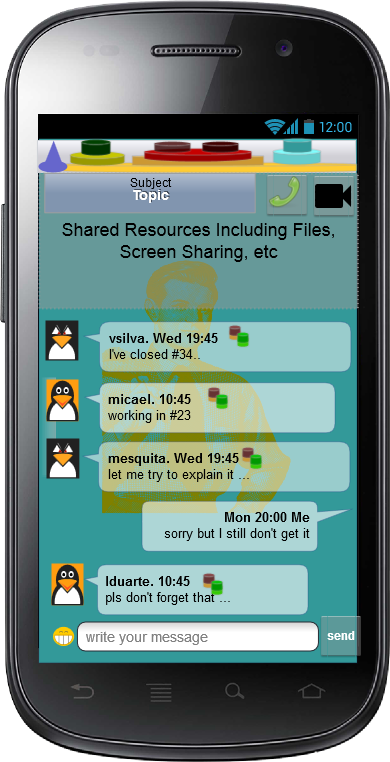 12:00
Subject
Topic
Shared Resources Including Files,
Screen Sharing, etc
vsilva. Wed 19:45
I've closed #34..
micael. 10:45
working in #23
mesquita. Wed 19:45
let me try to explain it ...
Mon 20:00 Me
sorry but I still don't get it
lduarte. 10:45
pls don't forget that ...
write your message
send